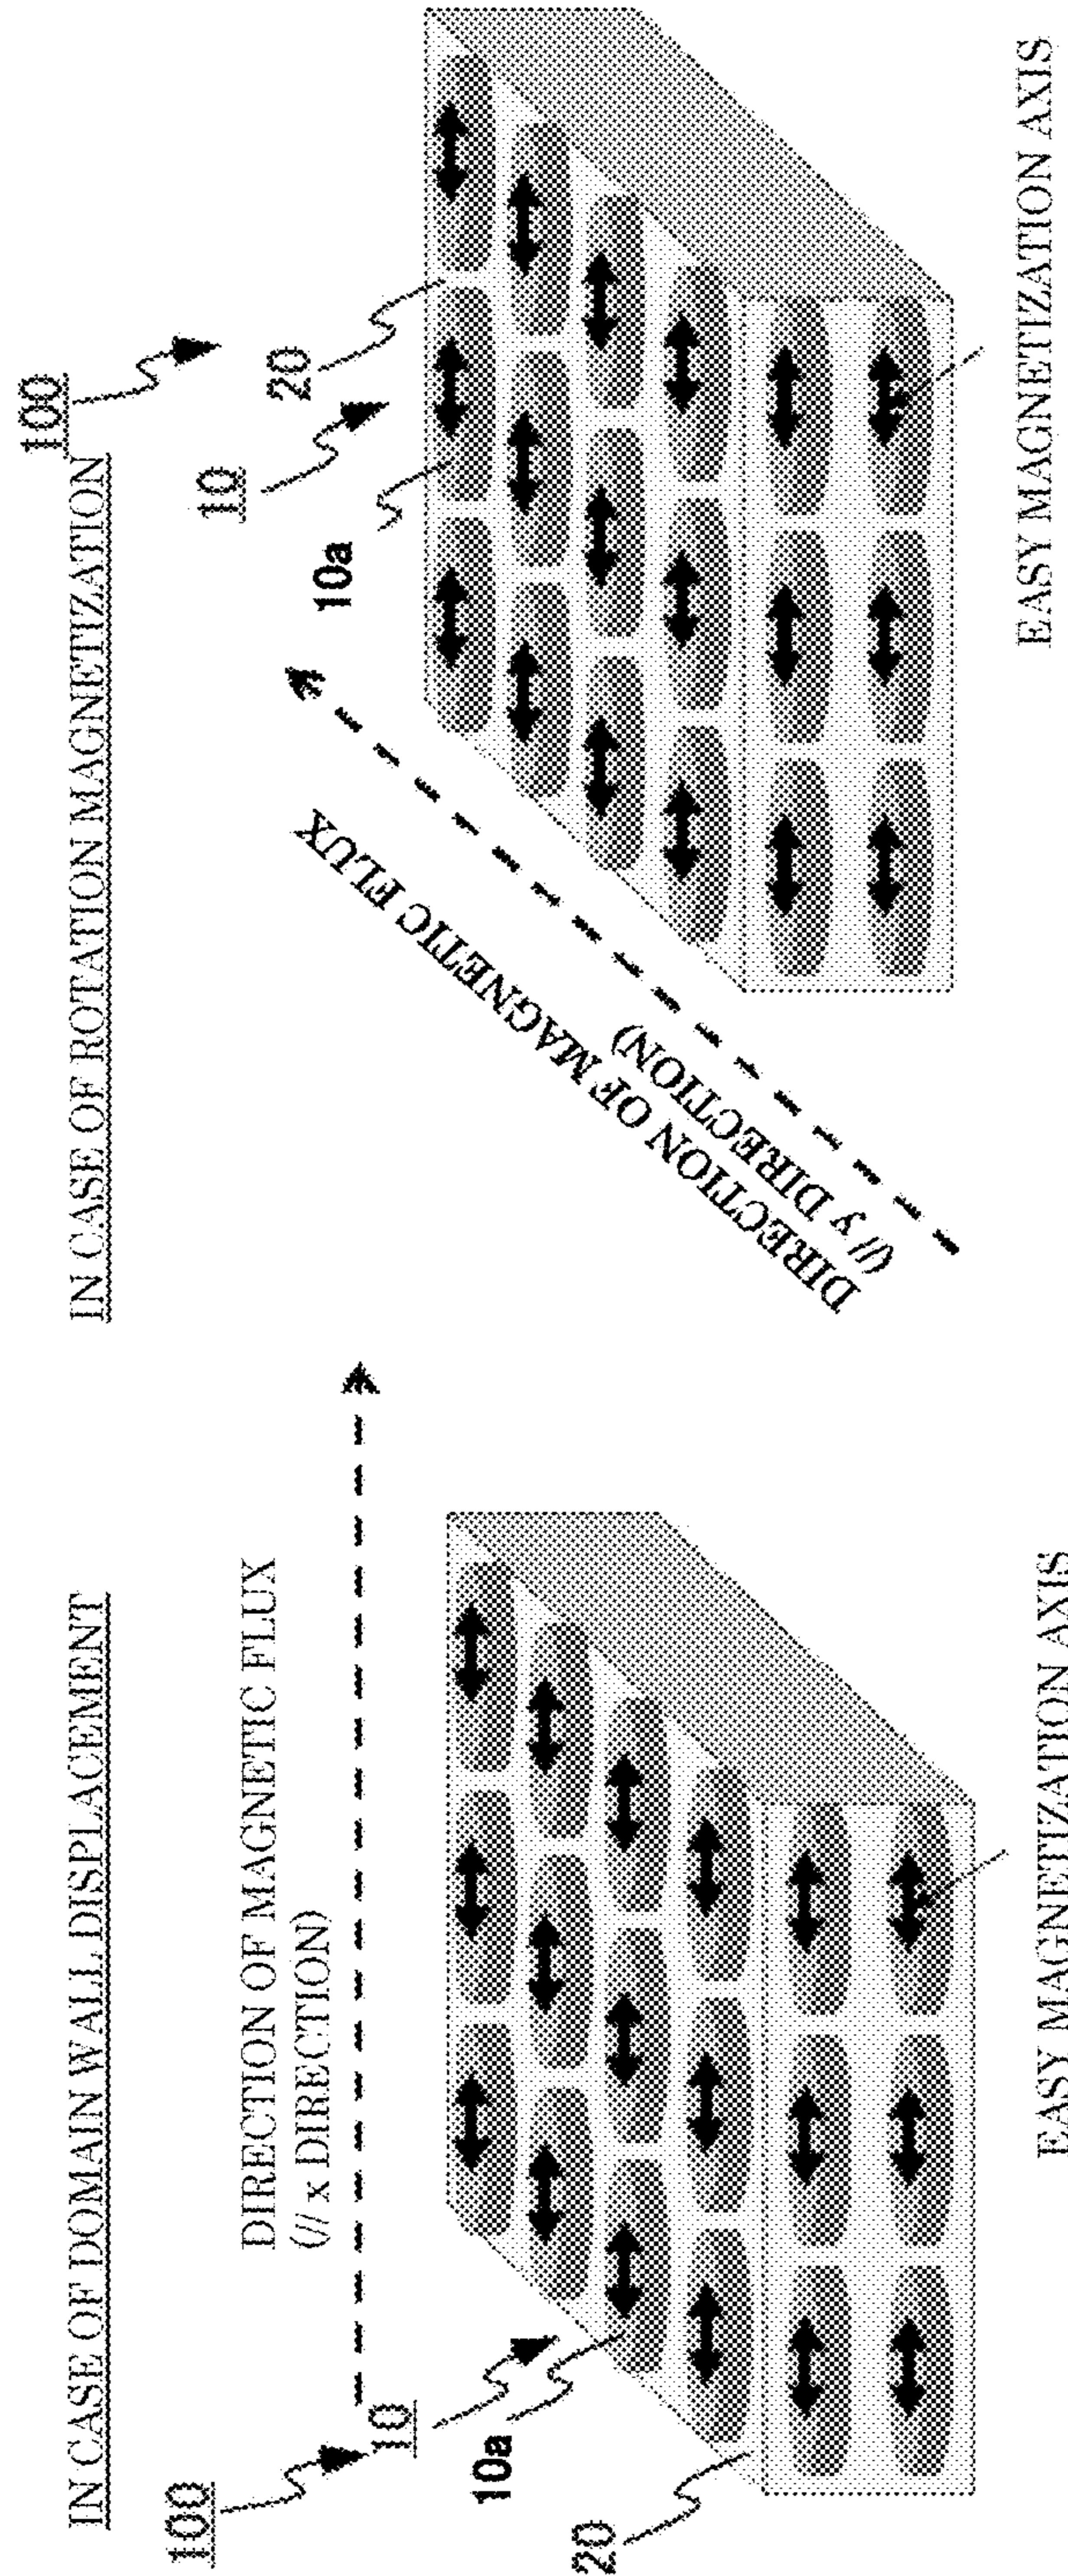 IN CASE OF DOMAIN WALL DISPLACEMENT
100
DIRECTION OF MAGNETIC FLUX
(// x DIRECTION)
10
10a
20
EASY MAGNETIZATION AXIS
IN CASE OF ROTATION MAGNETIZATION
100
10
20
10a
DIRECTION OF MAGNETIC FLUX
(// y DIRECTION)
EASY MAGNETIZATION AXIS